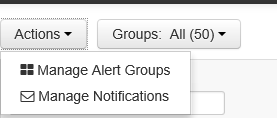 Actions Groups: All (50)
Manage Alert Groups
Manage Notifications